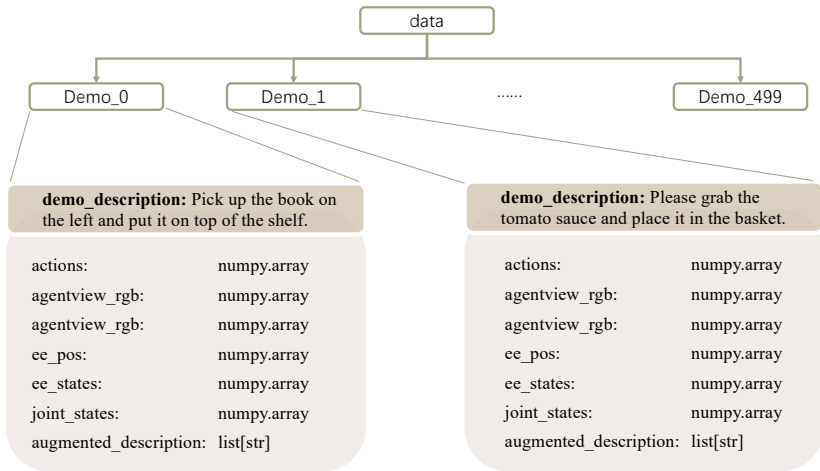 data
Demo_0
Demo_1
......
Demo_499
demo_description: Pick up the book on
the left and put it on top of the shelf.
actions: numpy.array
agentview_rgb: numpy.array
agentview_rgb: numpy.array
ee_pos: numpy.array
ee_states: numpy.array
joint_states: numpy.array
augmented_description: list[str]
demo_description: Please grab the
tomato sauce and place it in the basket.
actions: numpy.array
agentview_rgb: numpy.array
agentview_rgb: numpy.array
ee_pos: numpy.array
ee_states: numpy.array
joint_states: numpy.array
augmented_description: list[str]